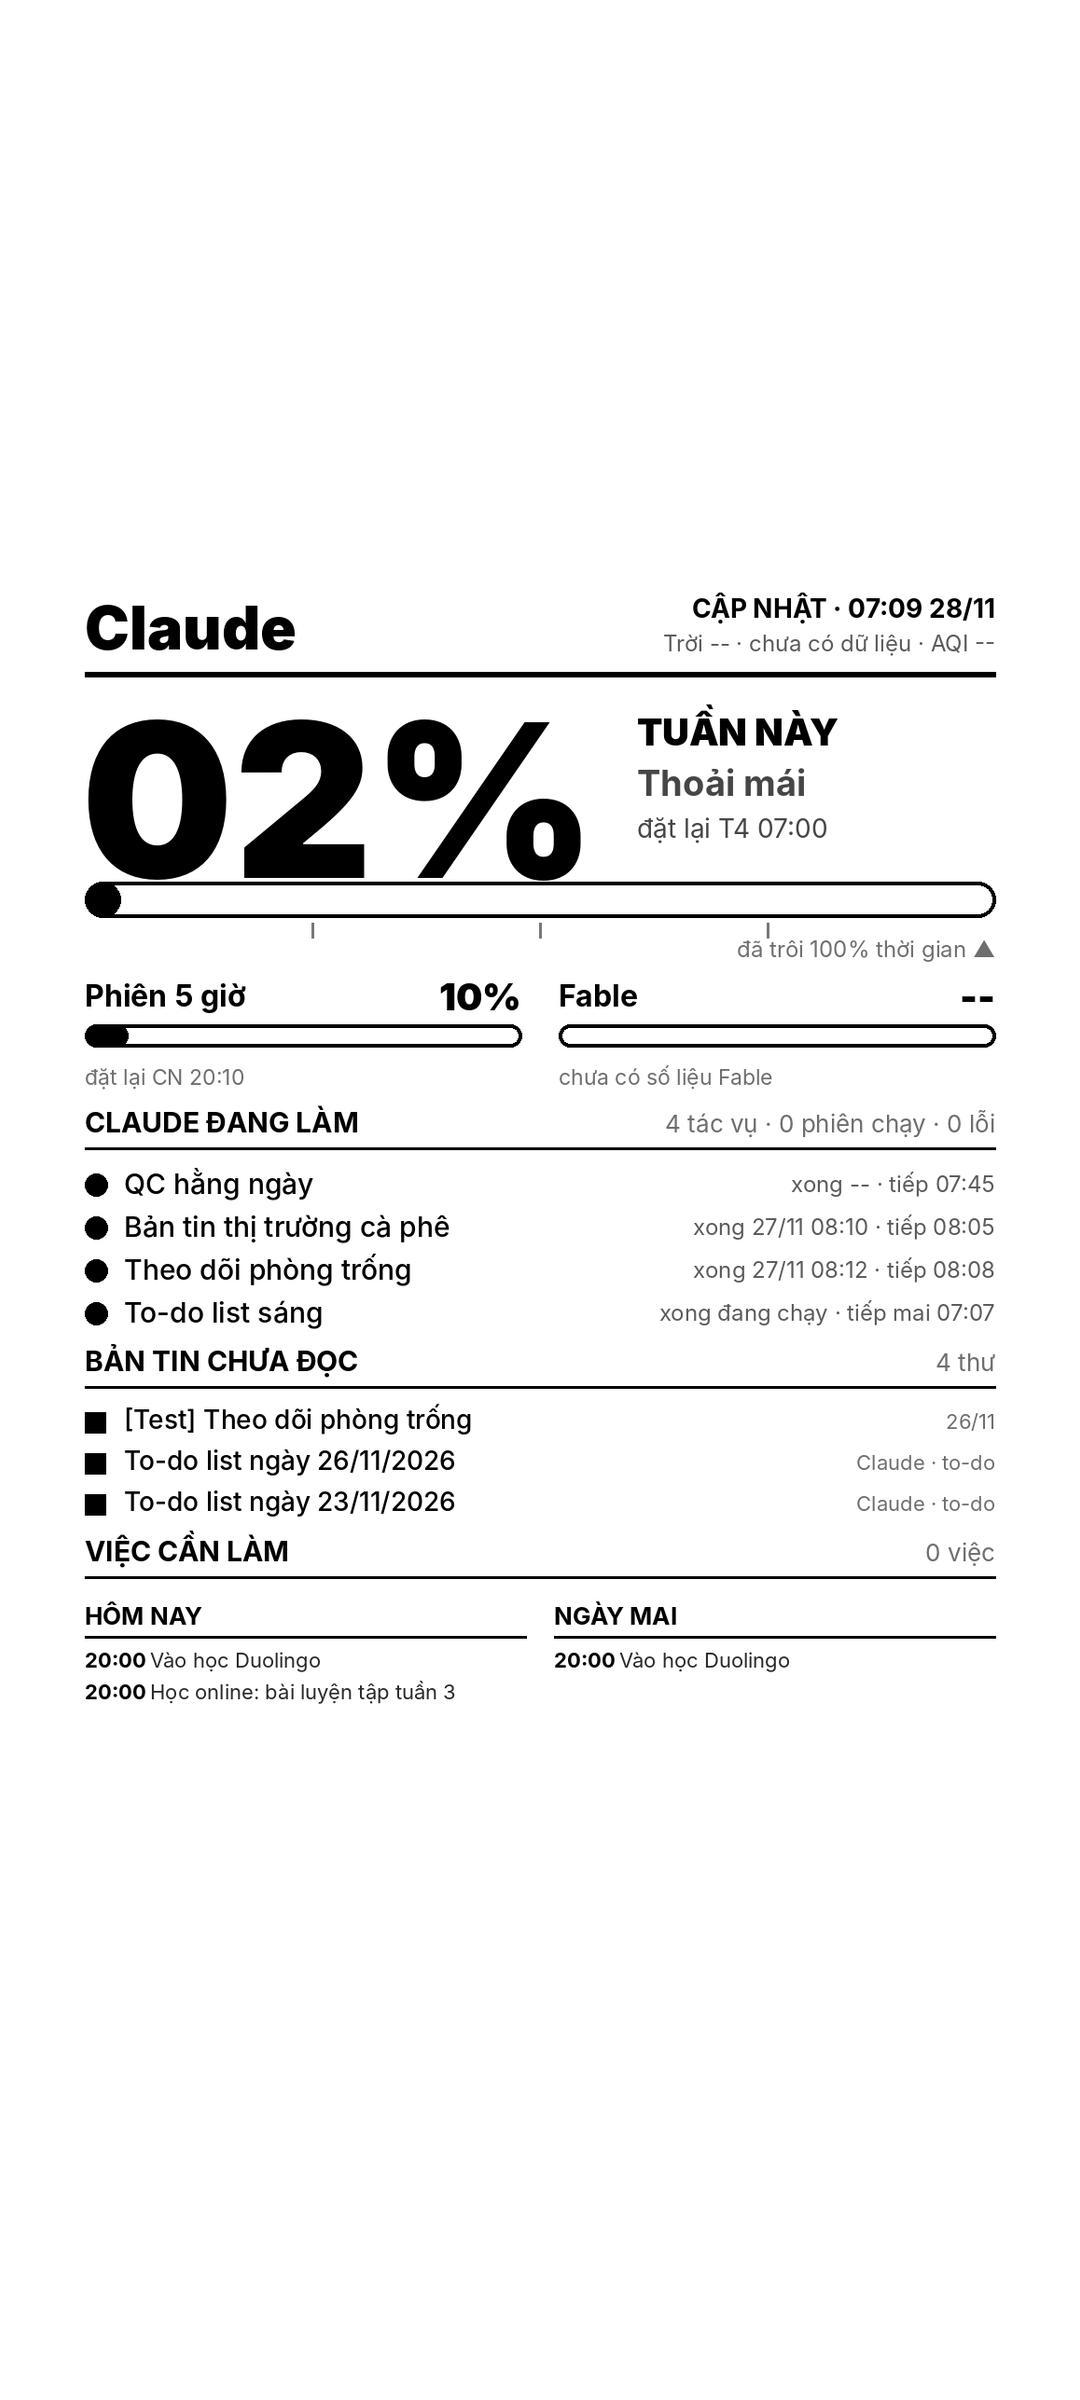 Claude
CẬP NHẬT · 07:09 28/11
Trời -- · chưa có dữ liệu · AQI --
02%
TUẦN NÀY
Thoải mái
đặt lại T4 07:00
đã trôi 100% thời gian ▲
Phiên 5 giờ 10%
đặt lại CN 20:10
Fable --
chưa có số liệu Fable
CLAUDE ĐANG LÀM 4 tác vụ · 0 phiên chạy · 0 lỗi
QC hằng ngày xong -- · tiếp 07:45
Bản tin thị trường cà phê xong 27/11 08:10 · tiếp 08:05
Theo dõi phòng trống xong 27/11 08:12 · tiếp 08:08
To-do list sáng xong đang chạy · tiếp mai 07:07
BẢN TIN CHƯA ĐỌC 4 thư
[Test] Theo dõi phòng trống 26/11
To-do list ngày 26/11/2026 Claude · to-do
To-do list ngày 23/11/2026 Claude · to-do
VIỆC CẦN LÀM 0 việc
HÔM NAY
20:00 Vào học Duolingo
20:00 Học online: bài luyện tập tuần 3
NGÀY MAI
20:00 Vào học Duolingo